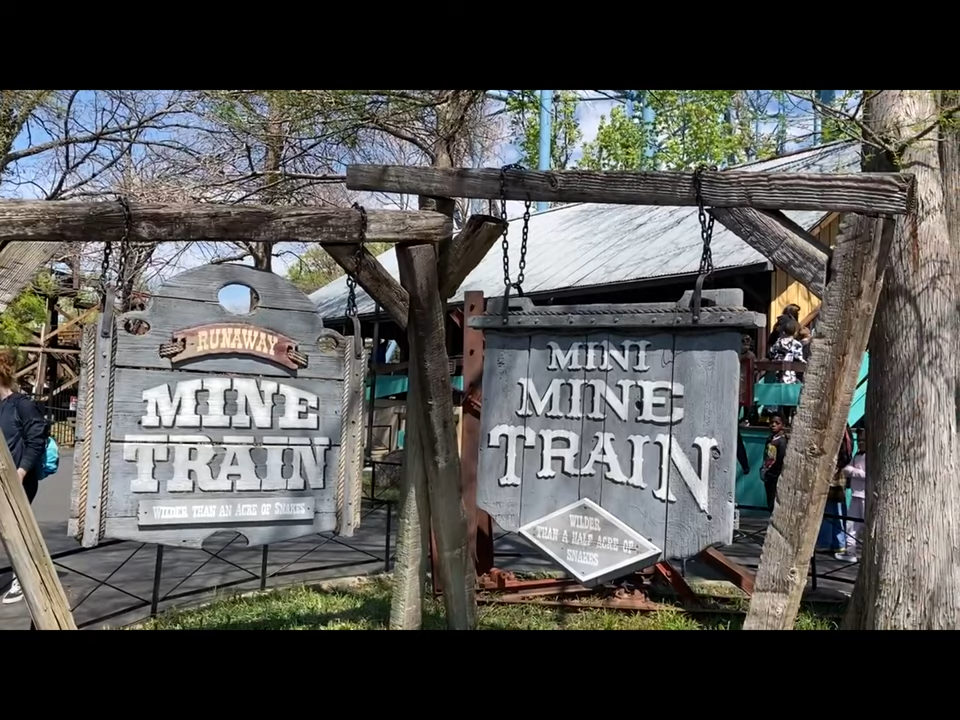 RUNAWAY
MINE
TRAIN
WILDER THAN AN ACRE OF SNAKES
MINI
MINE
TRAIN
WILDER
THAN A HALF ACRE OF
SNAKES